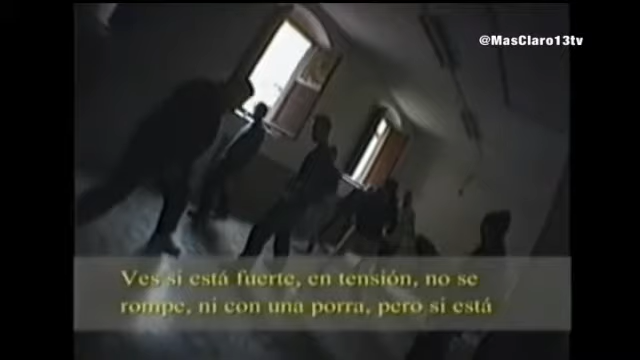 @MasClaro13tv
Ves si está fuerte, en tensión, no se
rompe, ni con una porra, pero si está